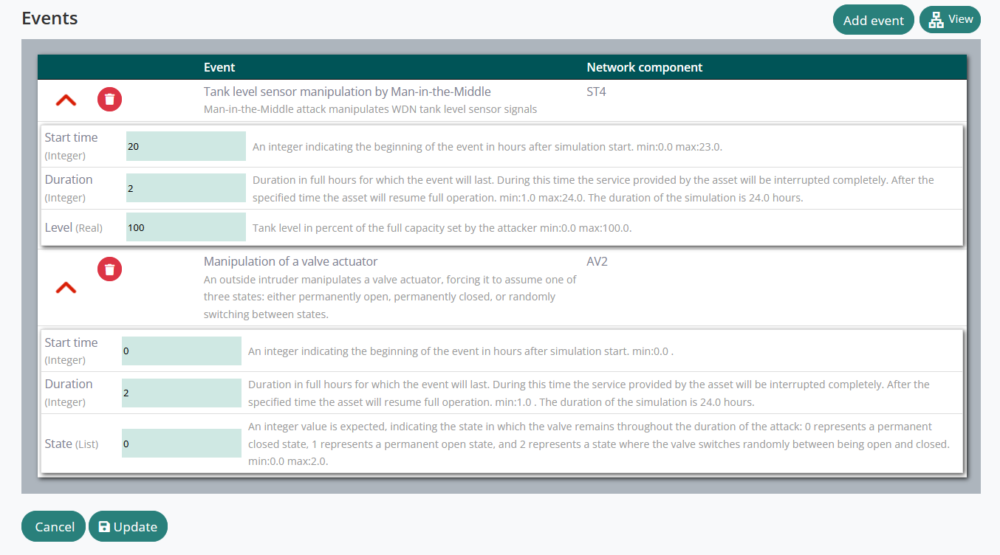 Events
Add event
View
Event Network component
Tank level sensor manipulation by Man-in-the-Middle ST4
Man-in-the-Middle attack manipulates WDN tank level sensor signals
Start time
(Integer)
20
An integer indicating the beginning of the event in hours after simulation start. min:0.0 max:23.0.
Duration
(Integer)
2
Duration in full hours for which the event will last. During this time the service provided by the asset will be interrupted completely. After the
specified time the asset will resume full operation. min:1.0 max:24.0. The duration of the simulation is 24.0 hours.
Level (Real)
100
Tank level in percent of the full capacity set by the attacker min:0.0 max:100.0.
Manipulation of a valve actuator AV2
An outside intruder manipulates a valve actuator, forcing it to assume one of
three states: either permanently open, permanently closed, or randomly
switching between states.
Start time
(Integer)
0
An integer indicating the beginning of the event in hours after simulation start. min:0.0 .
Duration
(Integer)
2
Duration in full hours for which the event will last. During this time the service provided by the asset will be interrupted completely. After the
specified time the asset will resume full operation. min:1.0 . The duration of the simulation is 24.0 hours.
State (List)
0
An integer value is expected, indicating the state in which the valve remains throughout the duration of the attack: 0 represents a permanent
closed state, 1 represents a permanent open state, and 2 represents a state where the valve switches randomly between being open and closed.
min:0.0 max:2.0.
Cancel
Update